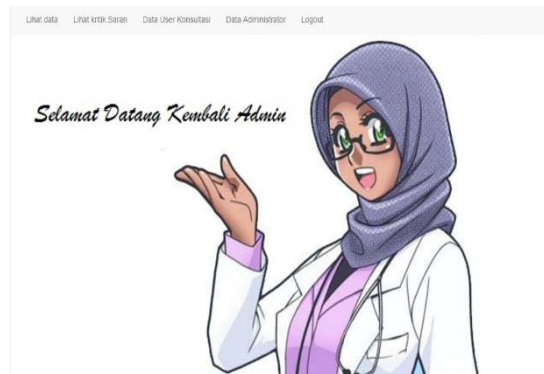 Lihat data Lihat kritik Saran Data User Konsultasi Data Administrator Logout
Selamat Datang Kembali Admin